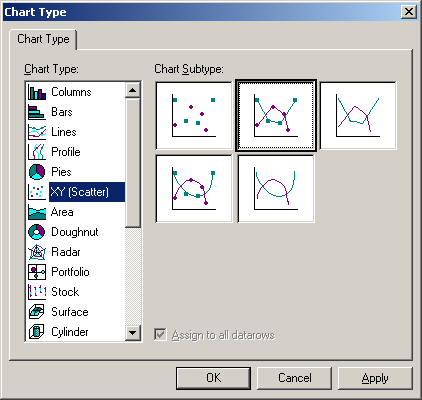 Chart Type
Chart Type
Chart Type:
Chart Subtype:
Columns
Bars
Lines
Profile
Pies
XY (Scatter)
Area
Doughnut
Radar
Portfolio
Stock
Surface
Cylinder
Assign to all datarows
OK
Cancel
Apply